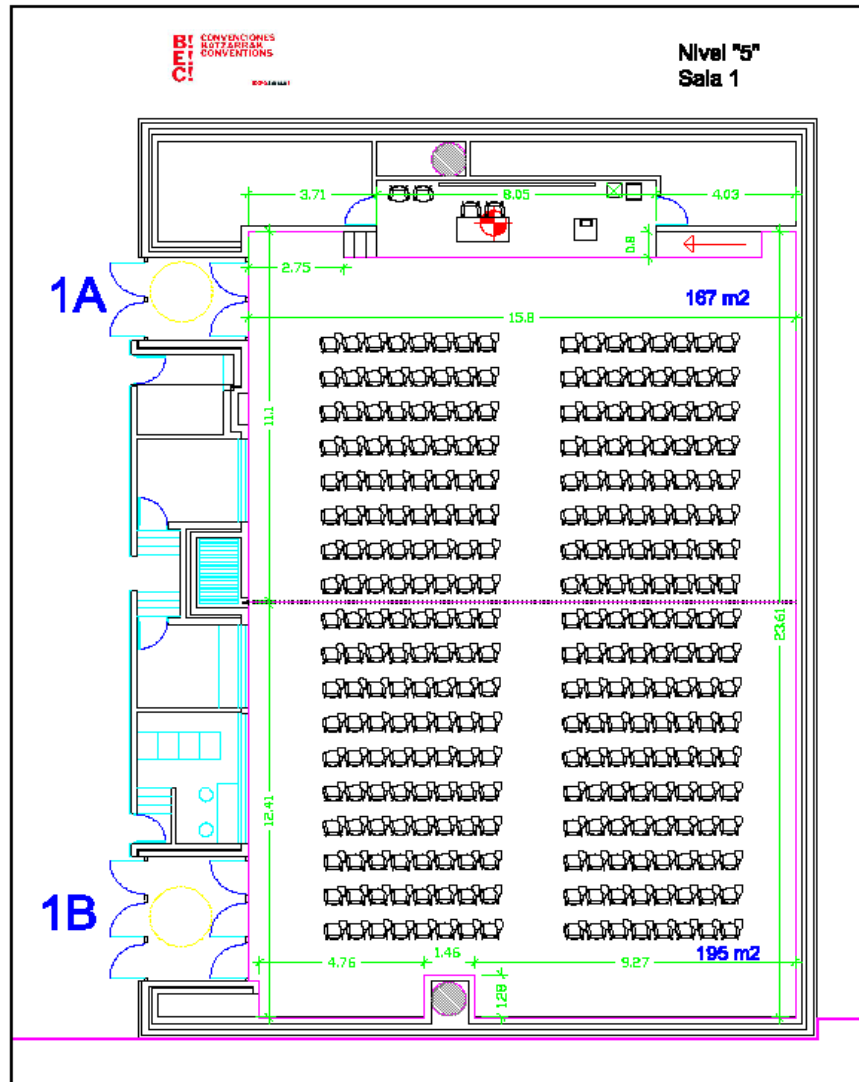 B! CONVENCIONES
E! KATZARRAK
C! CONVENTIONS
Nivel "5"
Sala 1
3.71
8.05
4.03
0.8
2.75
1A
167 m2
15.8
11.1
23.61
12.41
1B
195 m2
4.76
1.46
9.27
1.28